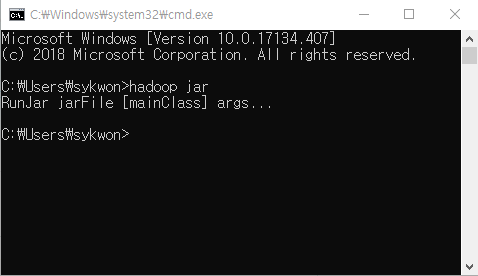 C:₩Windows₩system32₩cmd.exe
Microsoft Windows [Version 10.0.17134.407]
(c) 2018 Microsoft Corporation. All rights reserved.
C:₩Users₩sykwon>hadoop jar
RunJar jarFile [mainClass] args...
C:₩Users₩sykwon>